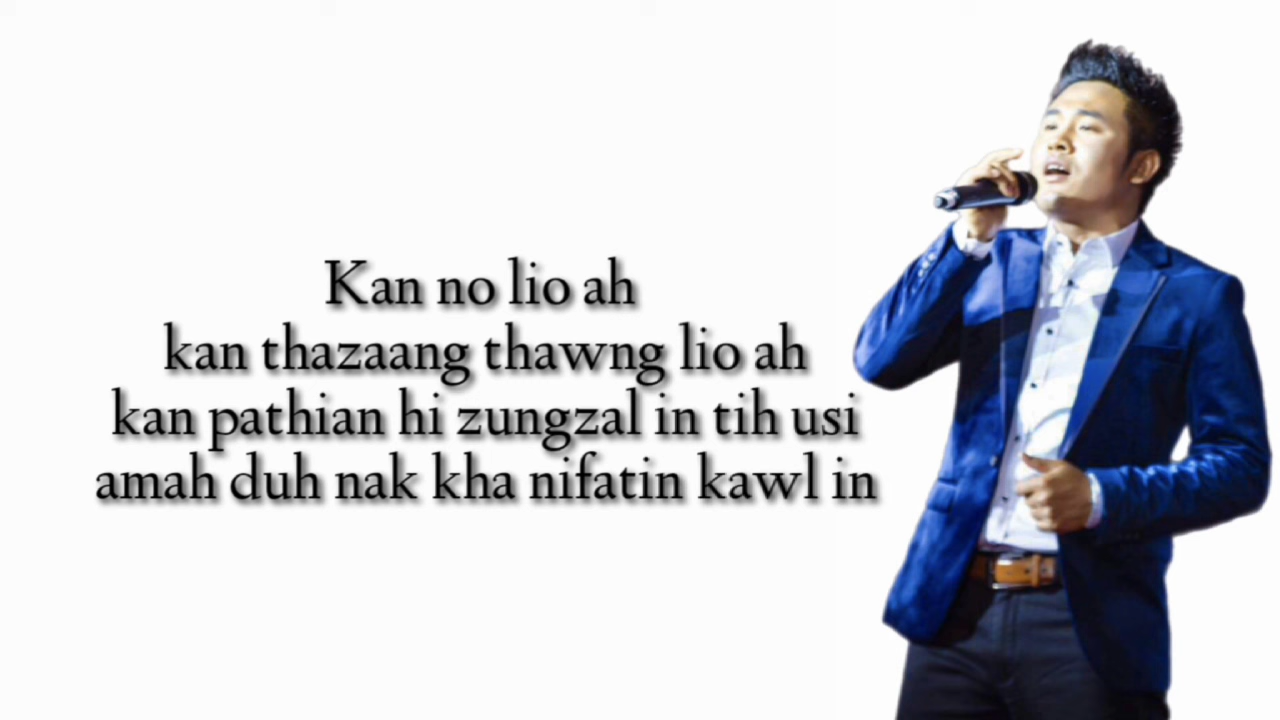 Kan no lio ah
kan thazaang thawng lio ah
kan pathian hi zungzal in tih usi
amah duh nak kha nifatin kawl in